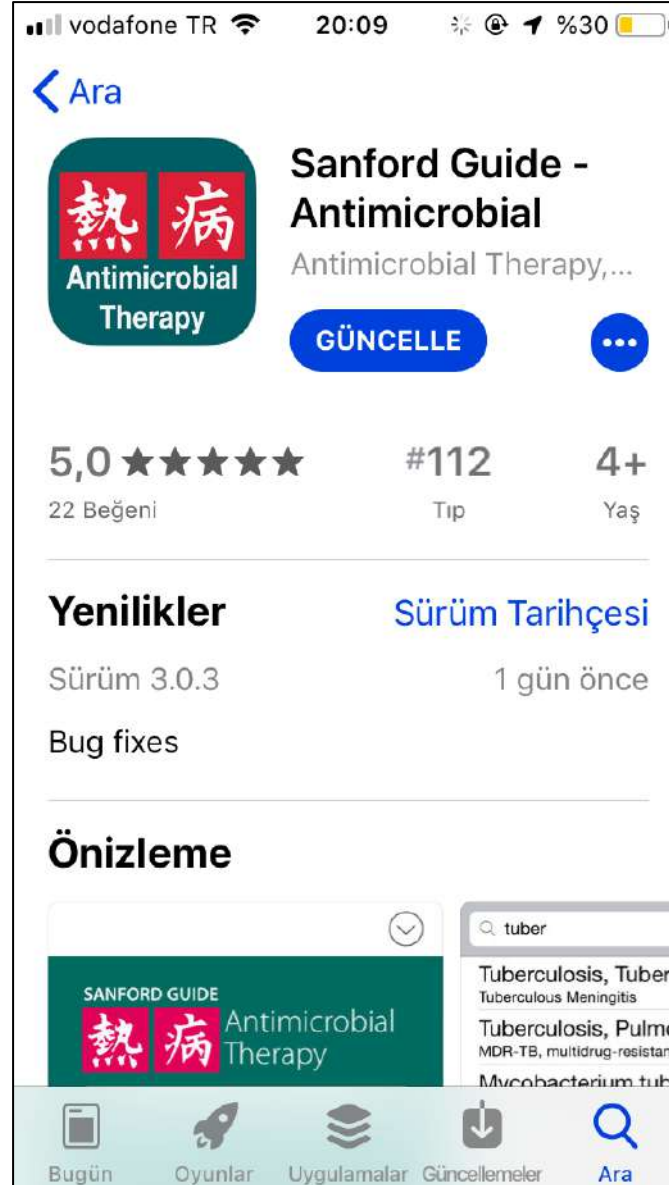 vodafone TR 20:09 %30
Ara
熱病
Antimicrobial
Therapy
Sanford Guide -
Antimicrobial
Antimicrobial Therapy,...
GÜNCELLE
5,0 ★★★★★ #112 4+
22 Beğeni Tıp Yaş
Yenilikler Sürüm Tarihçesi
Sürüm 3.0.3 1 gün önce
Bug fixes
Önizleme
SANFORD GUIDE
熱病 Antimicrobial
Therapy
tuber
Tuberculosis, Tuber
Tuberculous Meningitis
Tuberculosis, Pulm
MDR-TB, multidrug-resistan
Mycobacterium tub
Bugün Oyunlar Uygulamalar Güncellemeler Ara